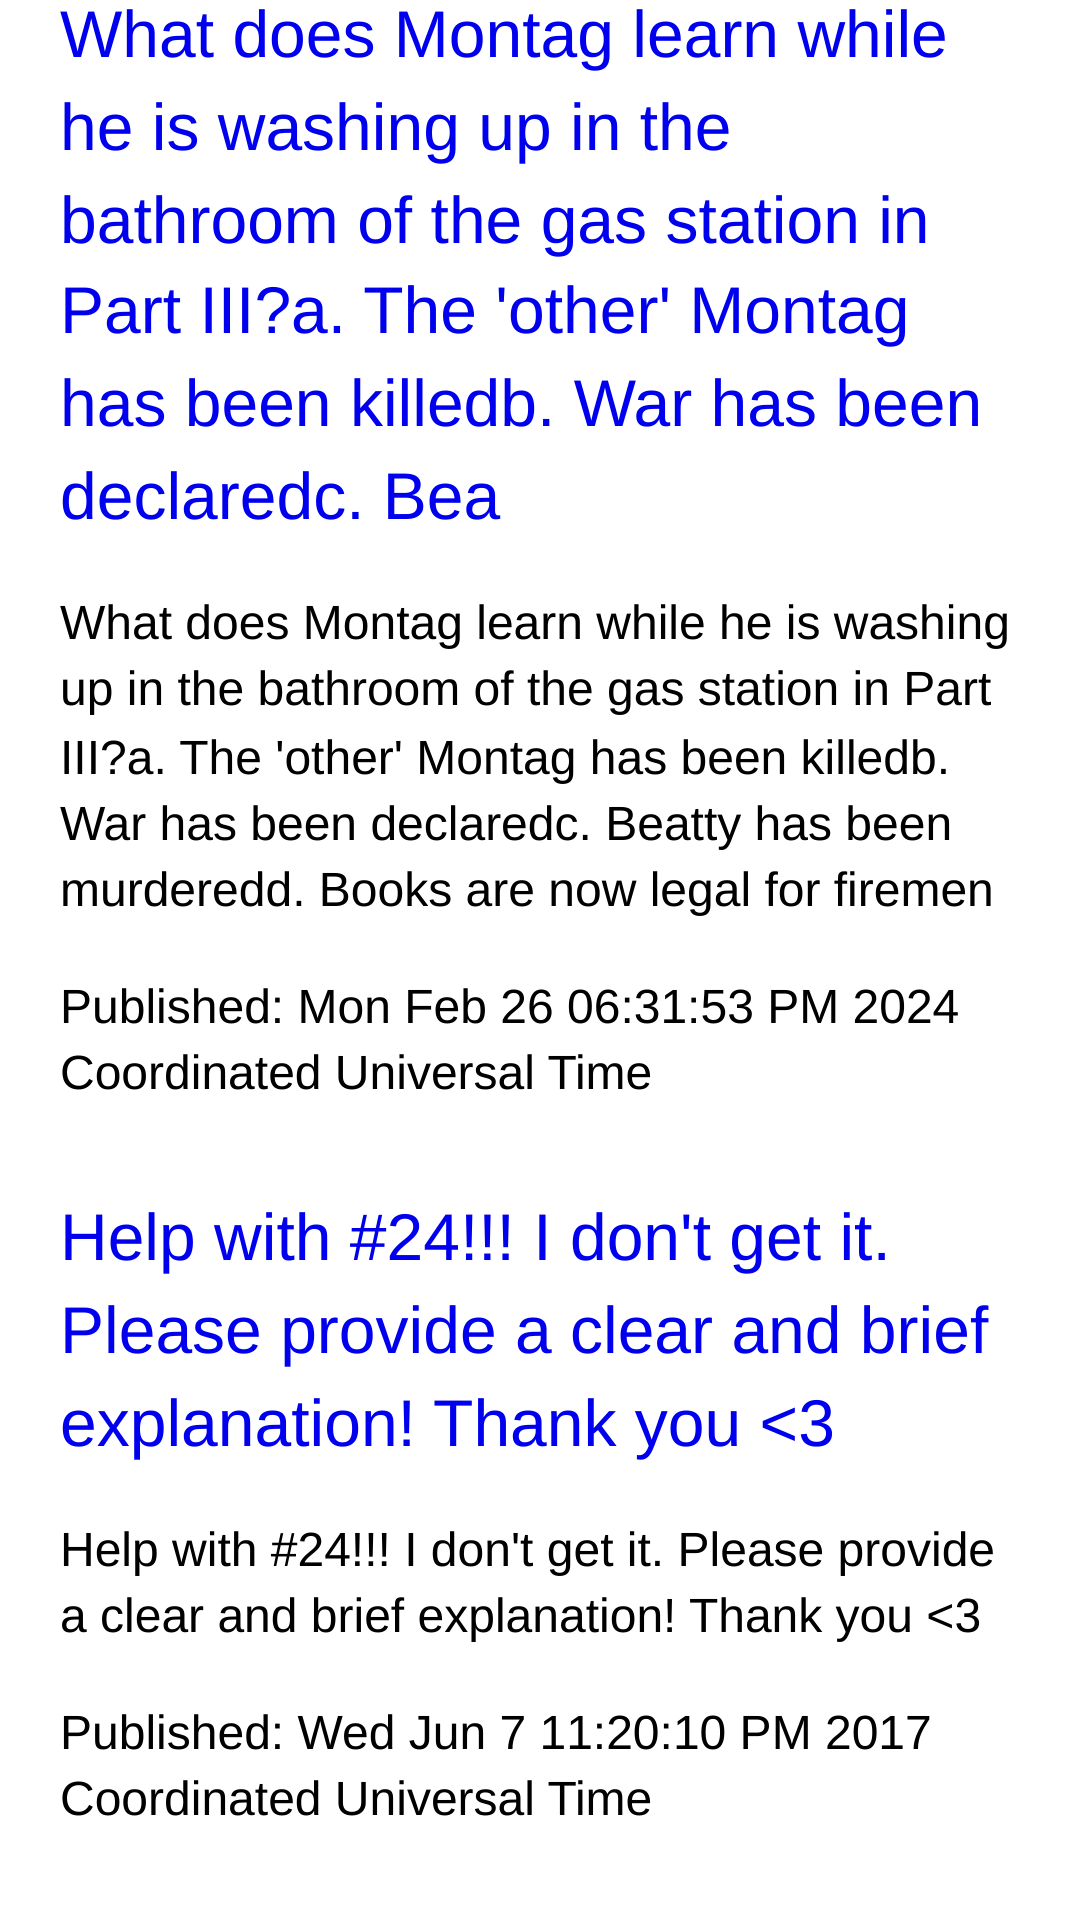 What does Montag learn while
he is washing up in the
bathroom of the gas station in
Part III?a. The 'other' Montag
has been killedb. War has been
declaredc. Bea
What does Montag learn while he is washing
up in the bathroom of the gas station in Part
III?a. The 'other' Montag has been killedb.
War has been declaredc. Beatty has been
murderedd. Books are now legal for firemen
Published: Mon Feb 26 06:31:53 PM 2024
Coordinated Universal Time
Help with #24!!! I don't get it.
Please provide a clear and brief
explanation! Thank you <3
Help with #24!!! I don't get it. Please provide
a clear and brief explanation! Thank you <3
Published: Wed Jun 7 11:20:10 PM 2017
Coordinated Universal Time